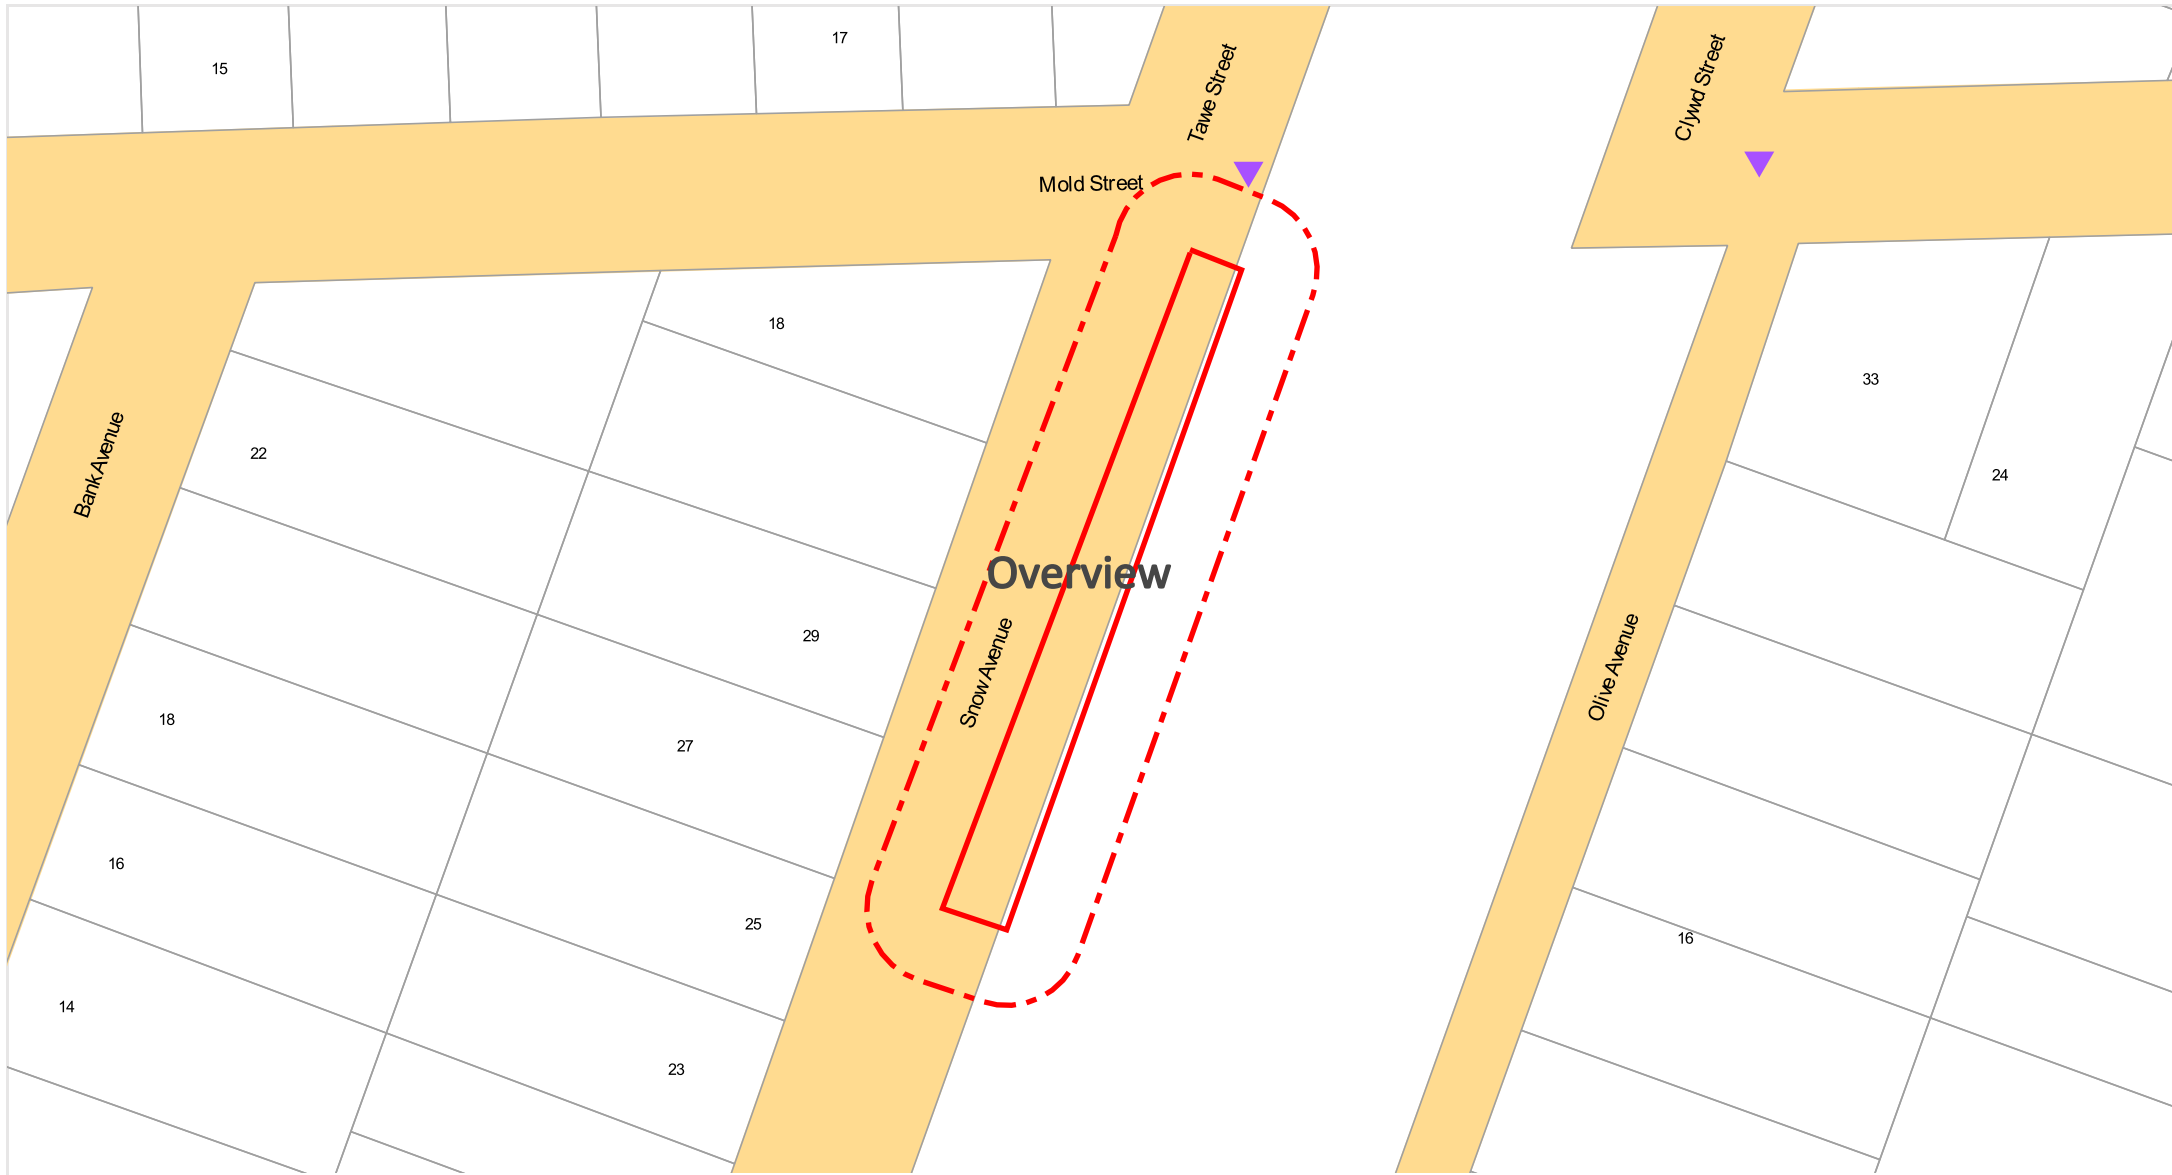 17
15
Tawe Street
Clywd Street
Mold Street
18
33
22
Bank Avenue
24
Overview
29
Snow Avenue
Olive Avenue
18
27
16
25
16
14
23